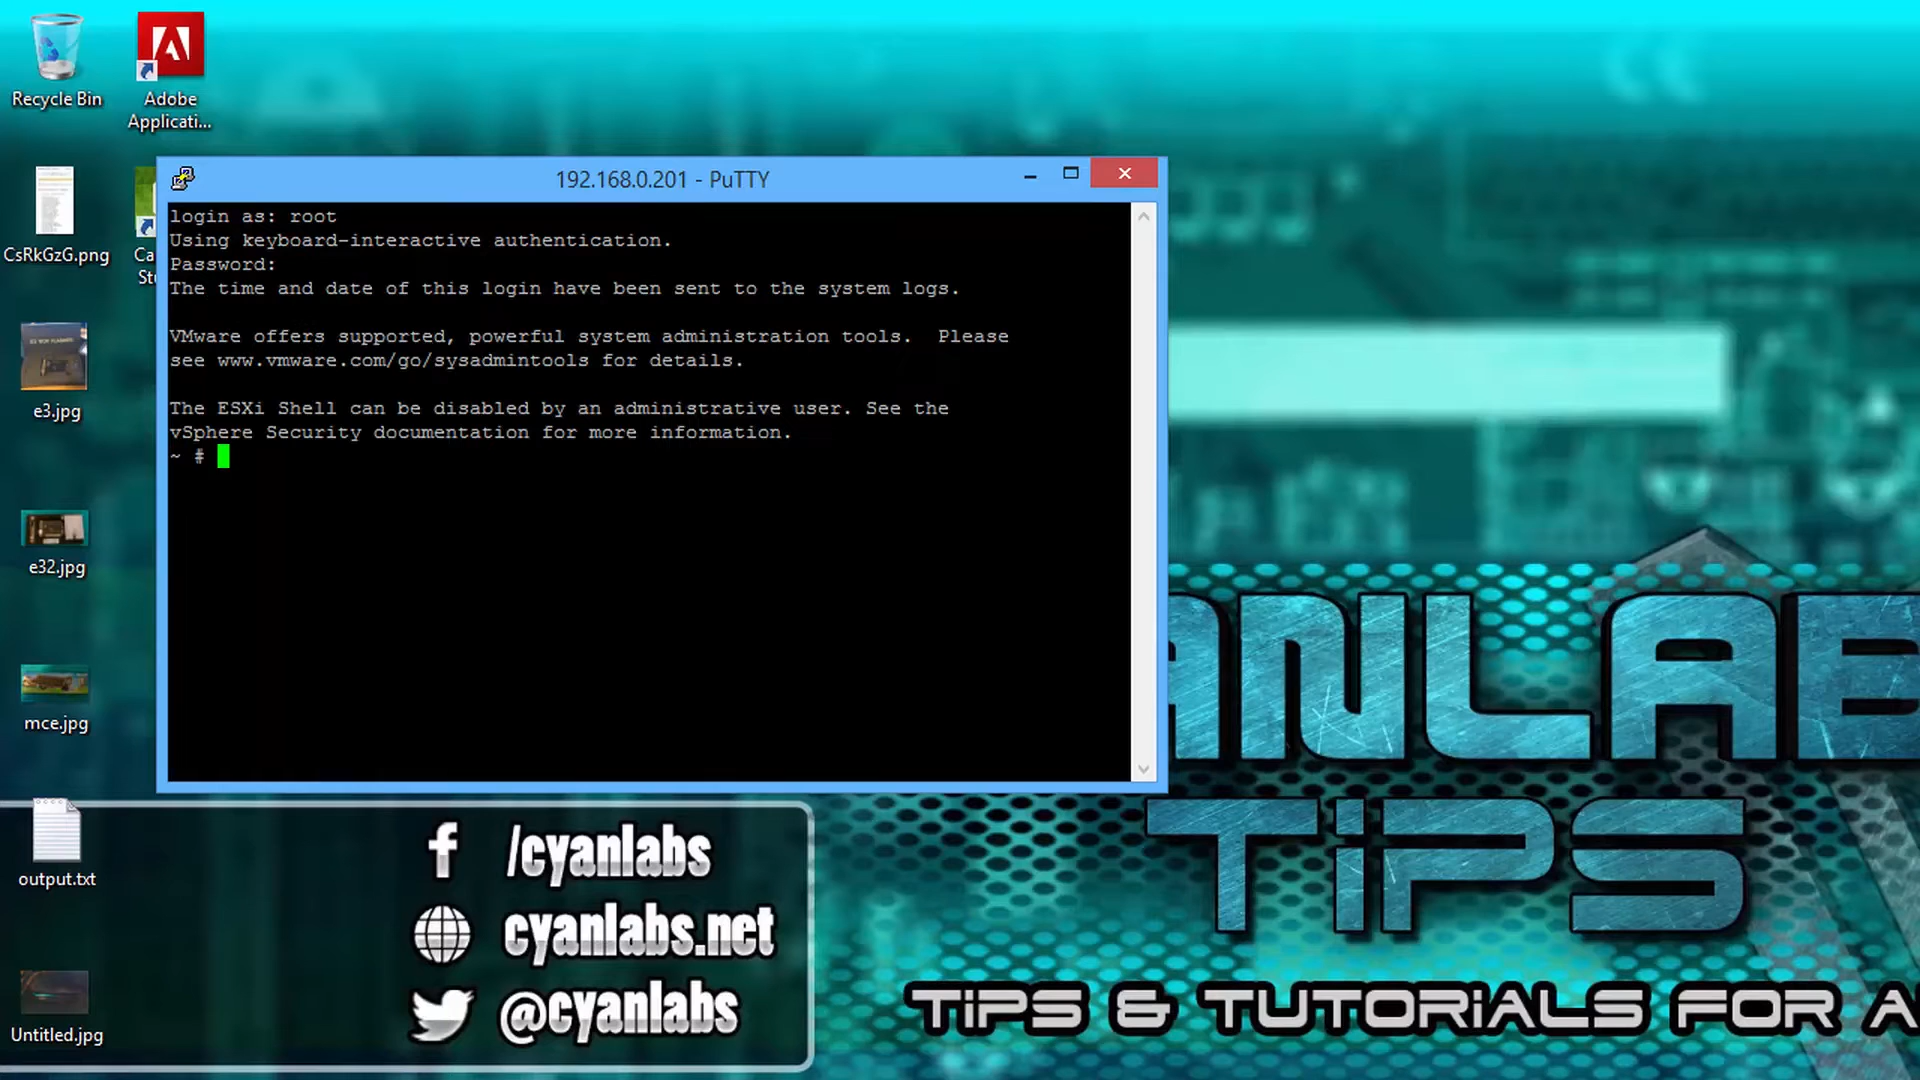 Recycle Bin
Adobe
Applicati...
CsRkGzG.png
Ca
Stu
e3.jpg
e32.jpg
mce.jpg
output.txt
Untitled.jpg
192.168.0.201 - PuTTY
login as: root
Using keyboard-interactive authentication.
Password:
The time and date of this login have been sent to the system logs.
VMware offers supported, powerful system administration tools.  Please
see www.vmware.com/go/sysadmintools for details.
The ESXi Shell can be disabled by an administrative user. See the
vSphere Security documentation for more information.
~ #
/cyanlabs
cyanlabs.net
@cyanlabs
ANLAB
TiPS
TiPS & TUTORiALS FOR A